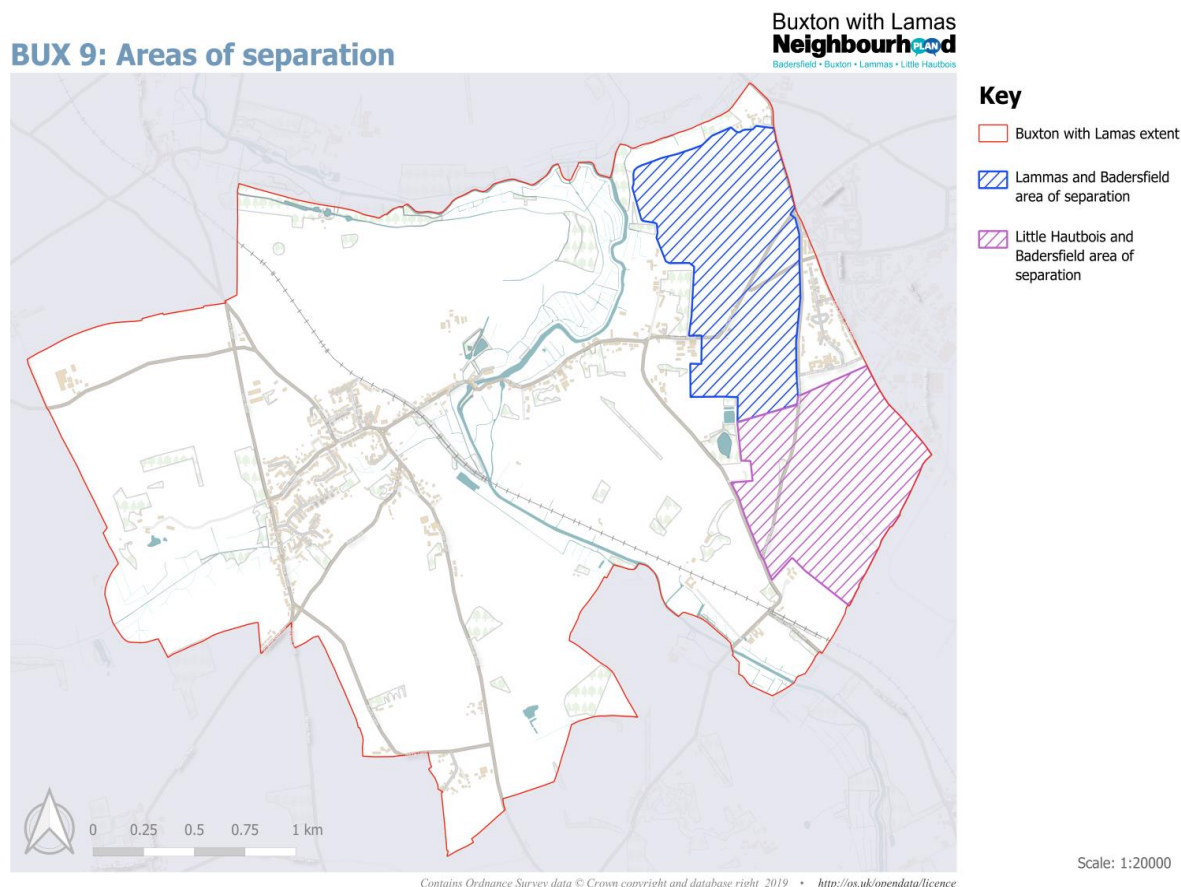 BUX 9: Areas of separation
Buxton with Lamas
Neighbourh PLAN d
Badersfield • Buxton • Lammas • Little Hautbois
Key
Buxton with Lamas extent
Lammas and Badersfield
area of separation
Little Hautbois and
Badersfield area of
separation
0 0.25 0.5 0.75 1 km
Scale: 1:20000
Contains Ordnance Survey data © Crown copyright and database right 2019 • http://os.uk/opendata/licence